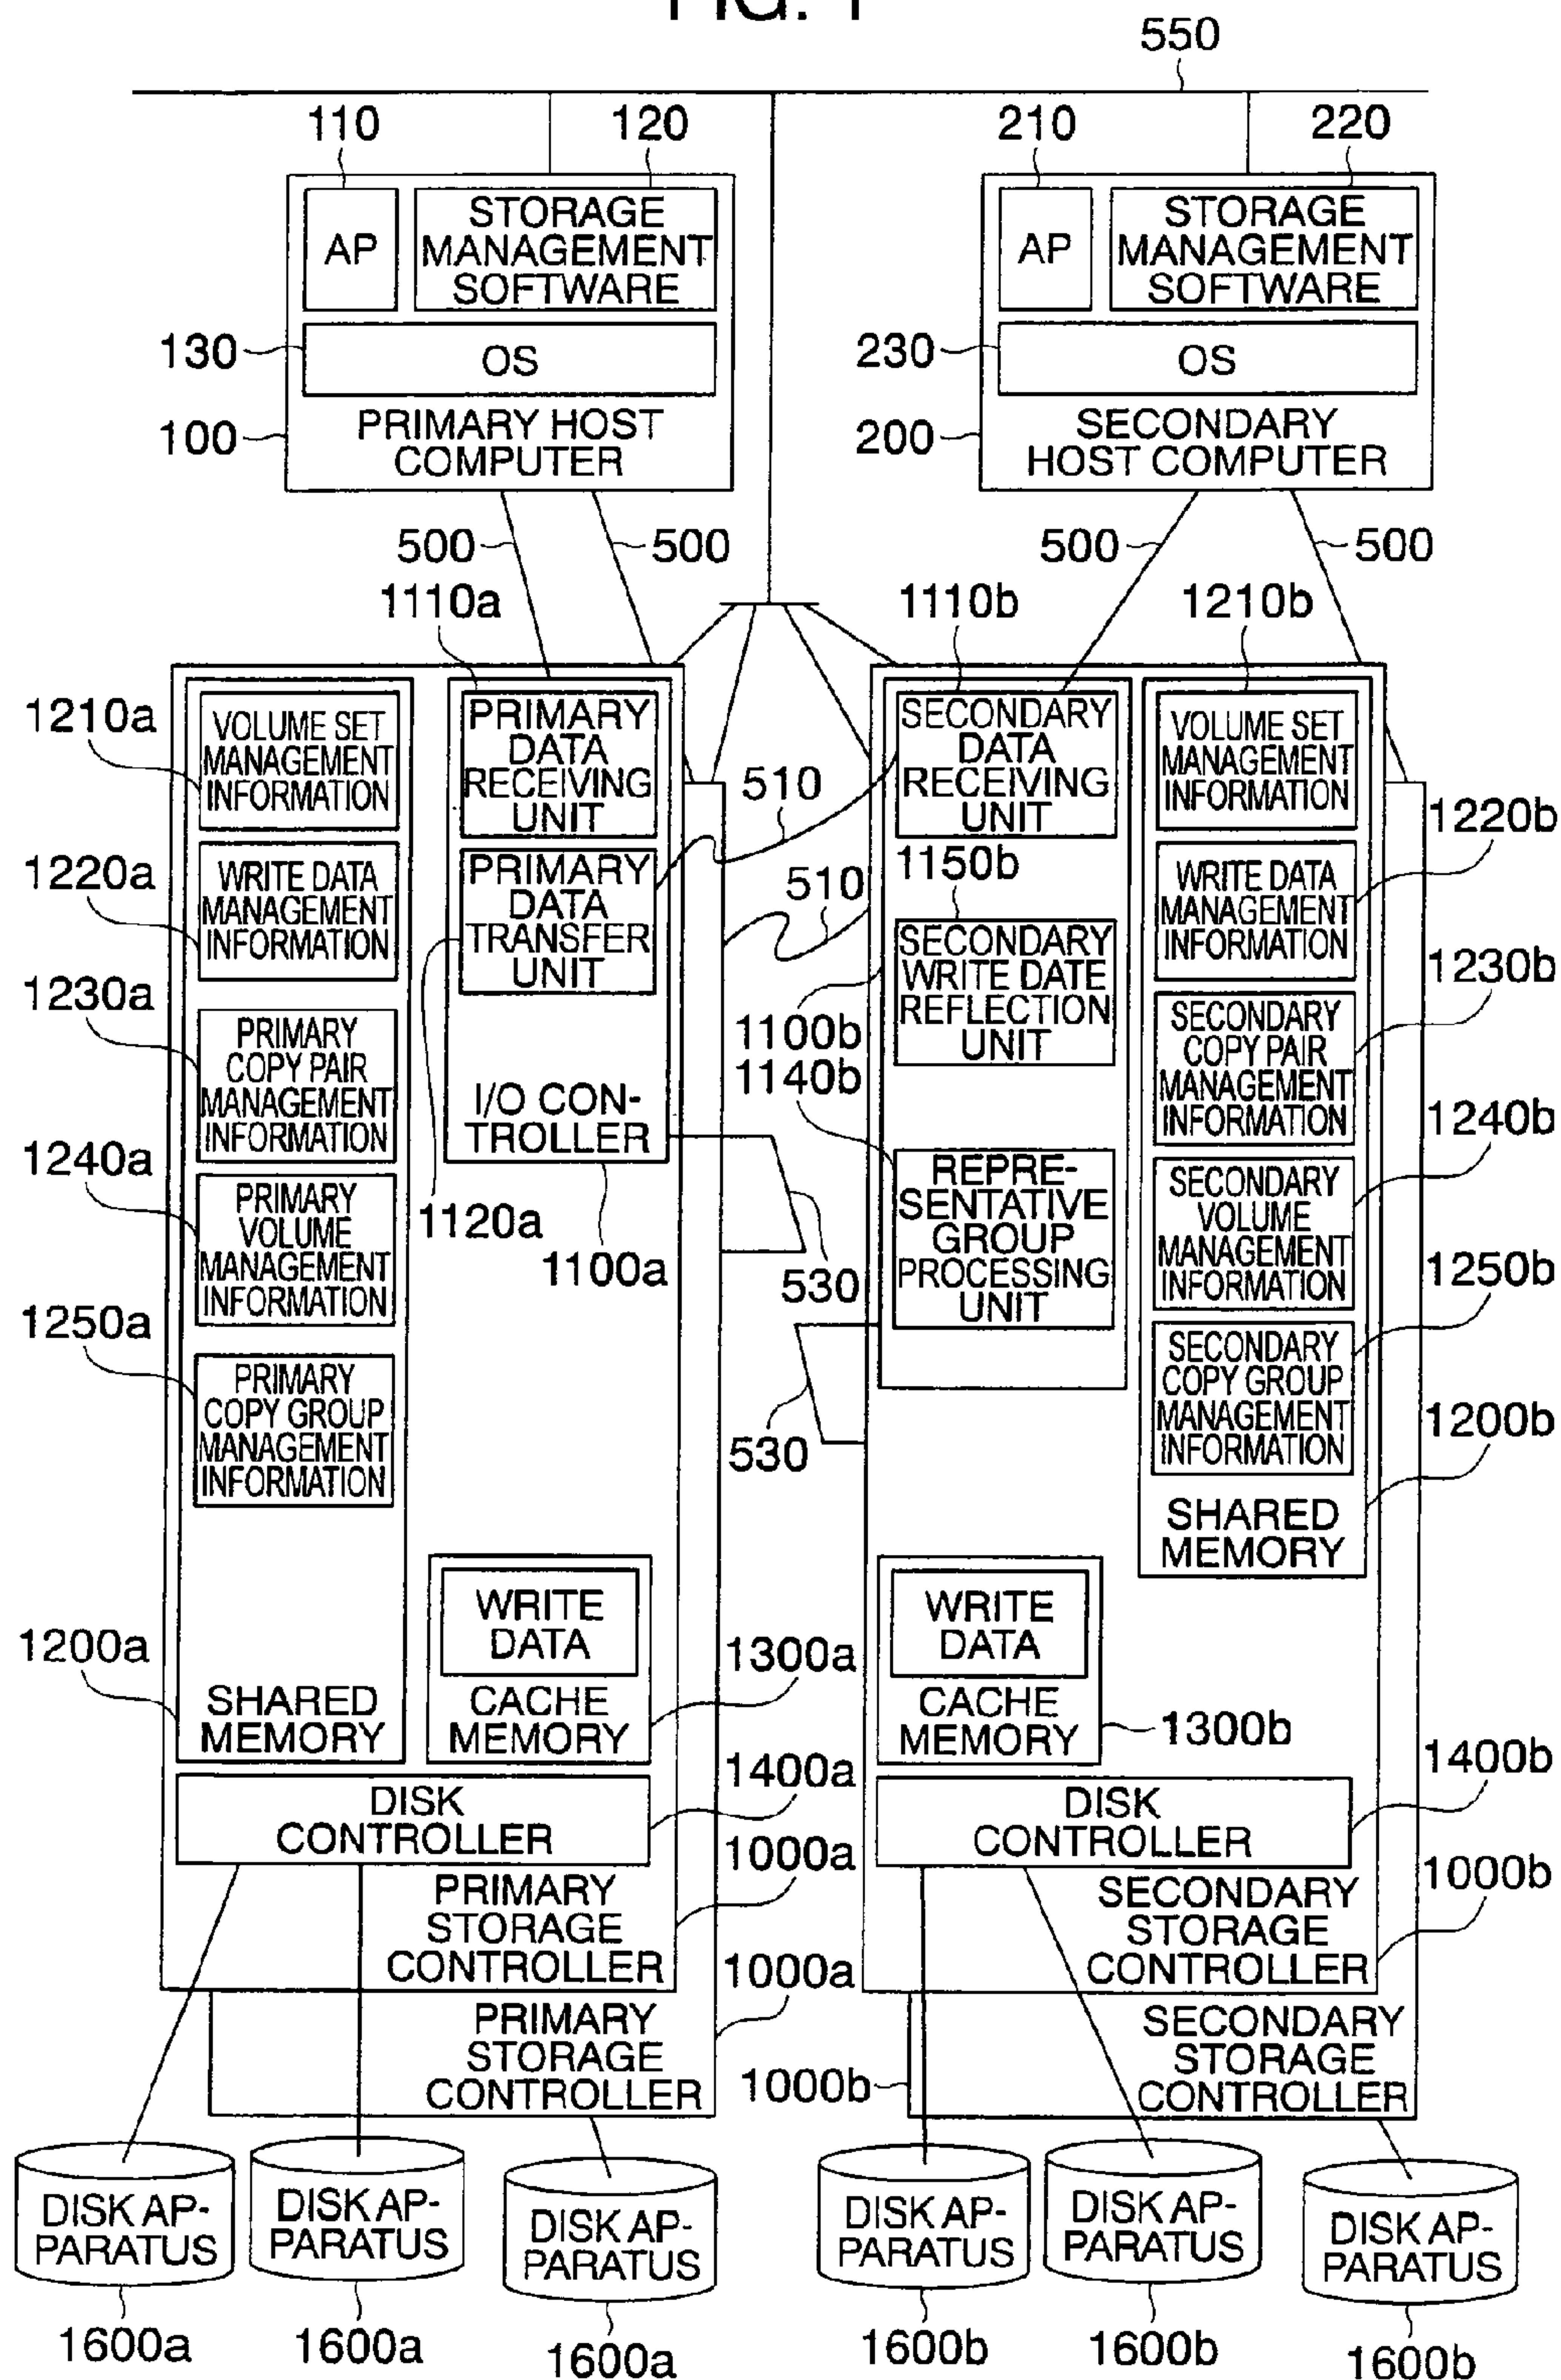 FIG. 1
550
110
120
210
220
AP
STORAGE
MANAGEMENT
SOFTWARE
AP
STORAGE
MANAGEMENT
SOFTWARE
130
OS
230
OS
100
PRIMARY HOST
COMPUTER
200
SECONDARY
HOST COMPUTER
500
500
500
500
1110a
1110b
1210b
1210a
VOLUME SET
MANAGEMENT
INFORMATION
PRIMARY
DATA
RECEIVING
UNIT
SECONDARY
DATA
RECEIVING
UNIT
VOLUME SET
MANAGEMENT
INFORMATION
510
1220b
1220a
WRITE DATA
MANAGEMENT
INFORMATION
PRIMARY
DATA
TRANSFER
UNIT
510
1150b
WRITE DATA
MANAGEMENT
INFORMATION
SECONDARY
WRITE DATE
REFLECTION
UNIT
1230b
1230a
PRIMARY
COPY PAIR
MANAGEMENT
INFORMATION
1100b
1140b
SECONDARY
COPY PAIR
MANAGEMENT
INFORMATION
I/O CON-
TROLLER
1240b
1240a
PRIMARY
VOLUME
MANAGEMENT
INFORMATION
1120a
1100a
530
REPRE-
SENTATIVE
GROUP
PROCESSING
UNIT
SECONDARY
VOLUME
MANAGEMENT
INFORMATION
1250b
1250a
PRIMARY
COPY GROUP
MANAGEMENT
INFORMATION
530
SECONDARY
COPY GROUP
MANAGEMENT
INFORMATION
1200b
SHARED
MEMORY
1200a
SHARED
MEMORY
WRITE
DATA
CACHE
MEMORY
1300a
WRITE
DATA
CACHE
MEMORY
1300b
1400a
1400b
DISK
CONTROLLER
DISK
CONTROLLER
1000a
1000b
PRIMARY
STORAGE
CONTROLLER
SECONDARY
STORAGE
CONTROLLER
1000a
PRIMARY
STORAGE
CONTROLLER
1000b
SECONDARY
STORAGE
CONTROLLER
DISK AP-
PARATUS
DISK AP-
PARATUS
DISK AP-
PARATUS
DISK AP-
PARATUS
DISK AP-
PARATUS
DISK AP-
PARATUS
1600a
1600a
1600a
1600b
1600b
1600b